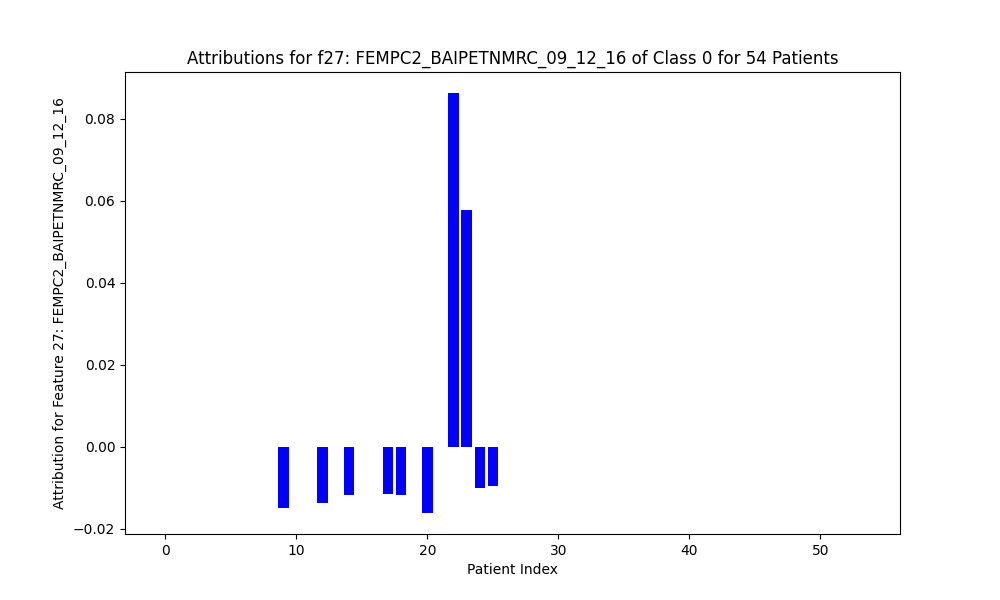 Attributions for f27: FEMPC2_BAIPETNMRC_09_12_16 of Class 0 for 54 Patients
Attribution for Feature 27: FEMPC2_BAIPETNMRC_09_12_16
0.08
0.06
0.04
0.02
0.00
−0.02
0 10 20 30 40 50
Patient Index